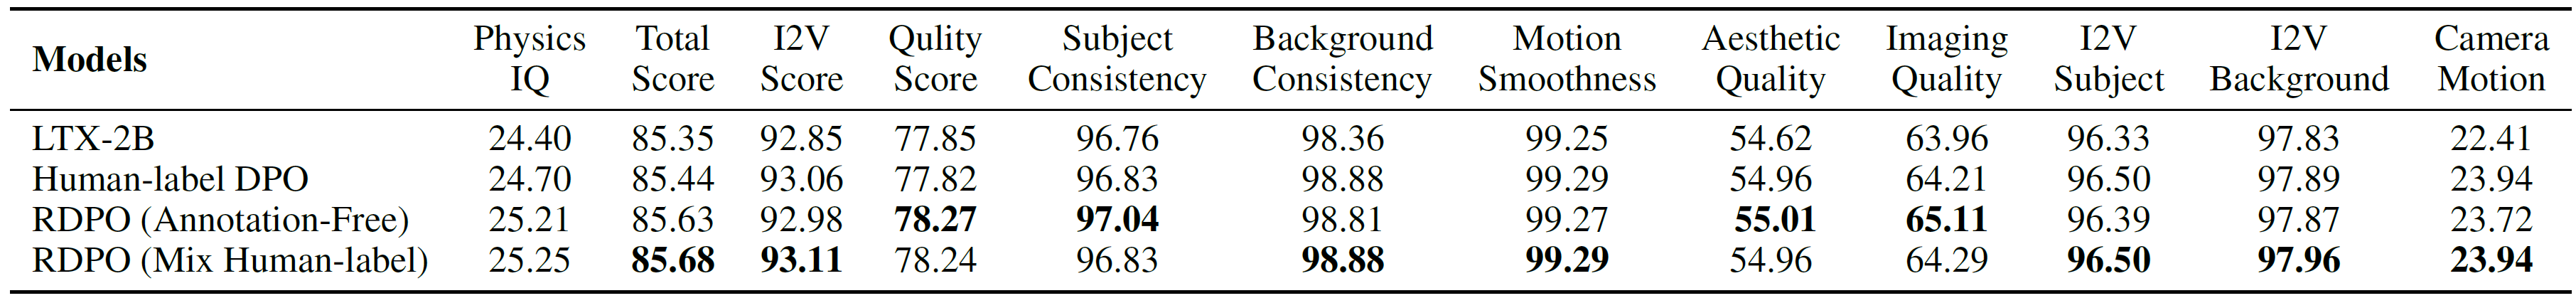 Models Physics IQ Total Score I2V Score Qulity Score Subject Consistency Background Consistency Motion Smoothness Aesthetic Quality Imaging Quality I2V Subject I2V Background Camera Motion
LTX-2B 24.40 85.35 92.85 77.85 96.76 98.36 99.25 54.62 63.96 96.33 97.83 22.41
Human-label DPO 24.70 85.44 93.06 77.82 96.83 98.88 99.29 54.96 64.21 96.50 97.89 23.94
RDPO (Annotation-Free) 25.21 85.63 92.98 78.27 97.04 98.81 99.27 55.01 65.11 96.39 97.87 23.72
RDPO (Mix Human-label) 25.25 85.68 93.11 78.24 96.83 98.88 99.29 54.96 64.29 96.50 97.96 23.94